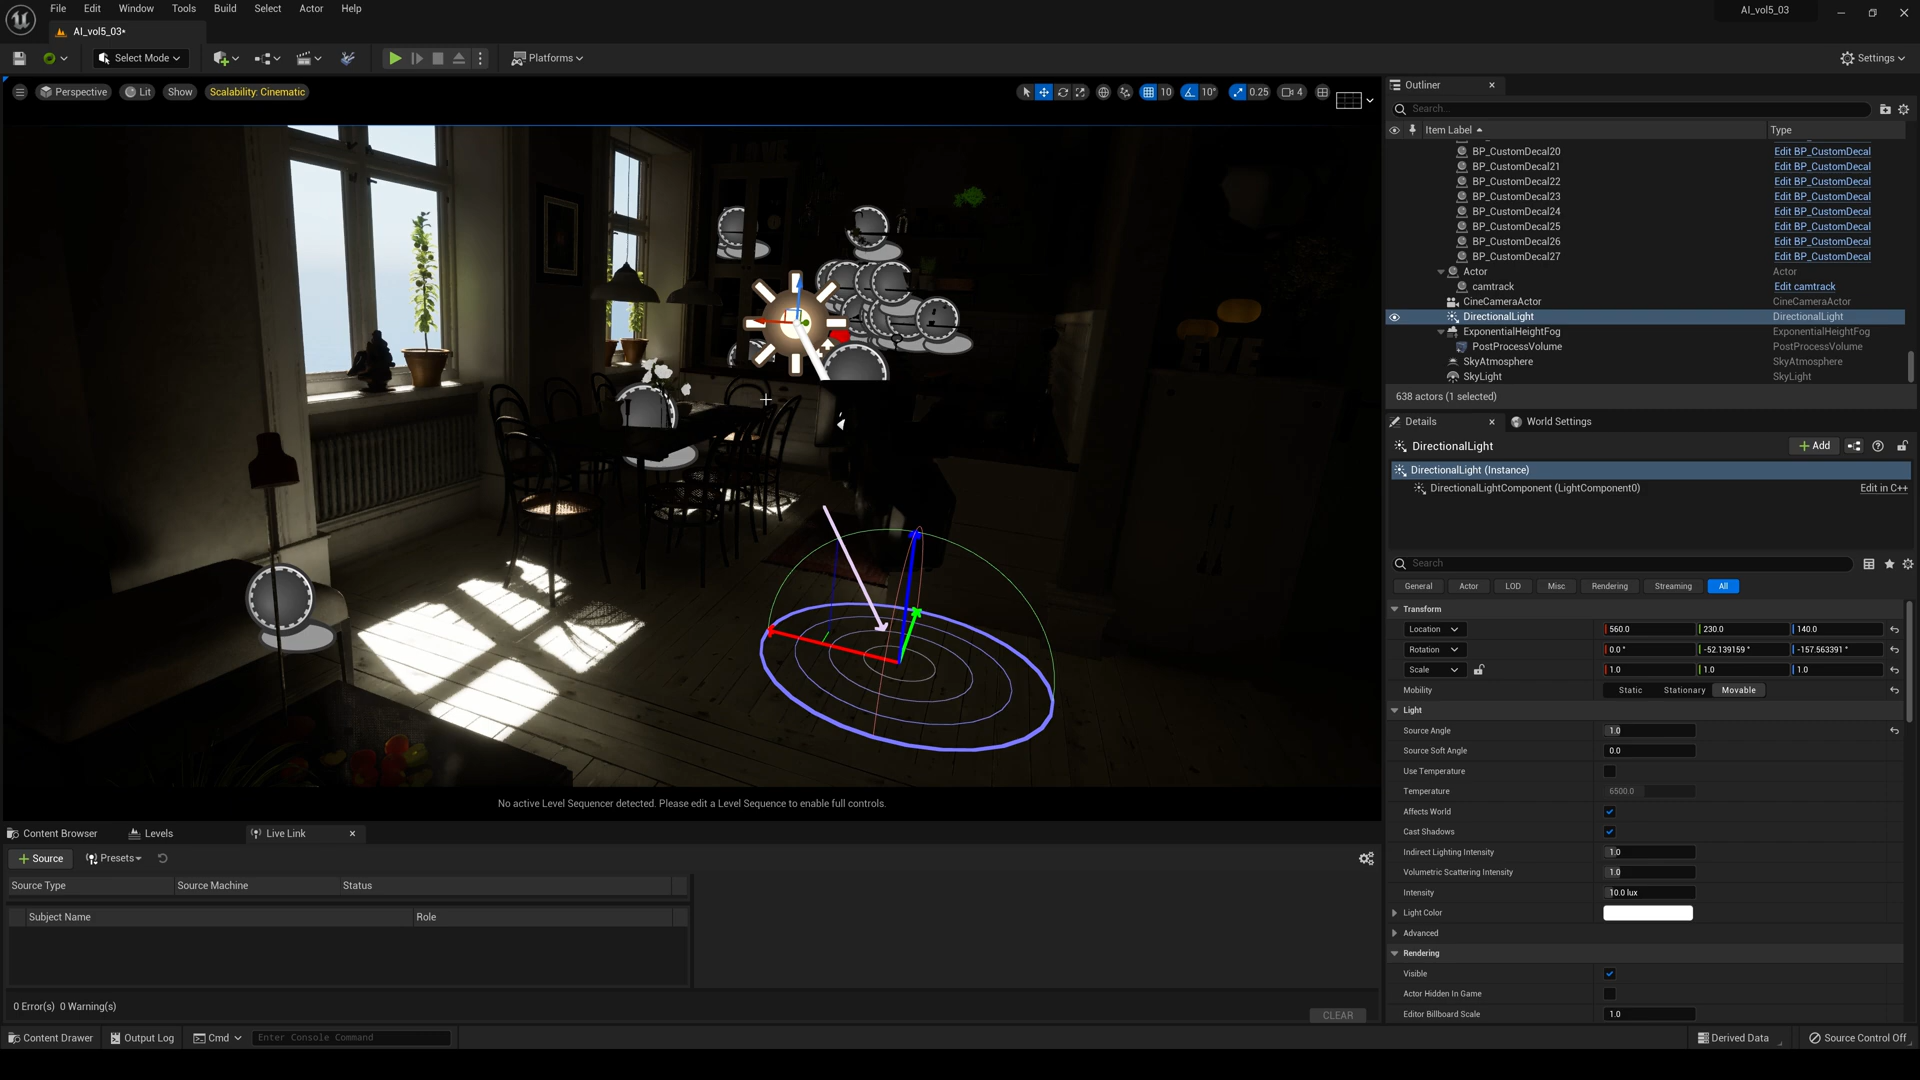 File Edit Window Tools Build Select Actor Help
AI_vol5_03
AI_vol5_03*
Select Mode
Platforms
Settings
Perspective Lit Show Scalability: Cinematic
10 10° 0.25 4
Outliner
Search...
Item Label Type
BP_CustomDecal20 Edit BP_CustomDecal
BP_CustomDecal21 Edit BP_CustomDecal
BP_CustomDecal22 Edit BP_CustomDecal
BP_CustomDecal23 Edit BP_CustomDecal
BP_CustomDecal24 Edit BP_CustomDecal
BP_CustomDecal25 Edit BP_CustomDecal
BP_CustomDecal26 Edit BP_CustomDecal
BP_CustomDecal27 Edit BP_CustomDecal
Actor Actor
camtrack Edit camtrack
CineCameraActor CineCameraActor
DirectionalLight DirectionalLight
ExponentialHeightFog ExponentialHeightFog
PostProcessVolume PostProcessVolume
SkyAtmosphere SkyAtmosphere
SkyLight SkyLight
638 actors (1 selected)
Details World Settings
DirectionalLight
Add
DirectionalLight (Instance)
DirectionalLightComponent (LightComponent0) Edit in C++
Search
General Actor LOD Misc Rendering Streaming All
Transform
Location 560.0 230.0 140.0
Rotation 0.0 ° -52.139159 ° -157.563391 °
Scale 1.0 1.0 1.0
Mobility Static Stationary Movable
Light
Source Angle 1.0
Source Soft Angle 0.0
Use Temperature
Temperature 6500.0
Affects World
Cast Shadows
Indirect Lighting Intensity 1.0
Volumetric Scattering Intensity 1.0
Intensity 10.0 lux
Light Color
Advanced
Rendering
Visible
Actor Hidden In Game
Editor Billboard Scale 1.0
No active Level Sequencer detected. Please edit a Level Sequence to enable full controls.
Content Browser Levels Live Link
Source Presets
Source Type Source Machine Status
Subject Name Role
0 Error(s) 0 Warning(s)
CLEAR
Content Drawer Output Log Cmd Enter Console Command
Derived Data Source Control Off